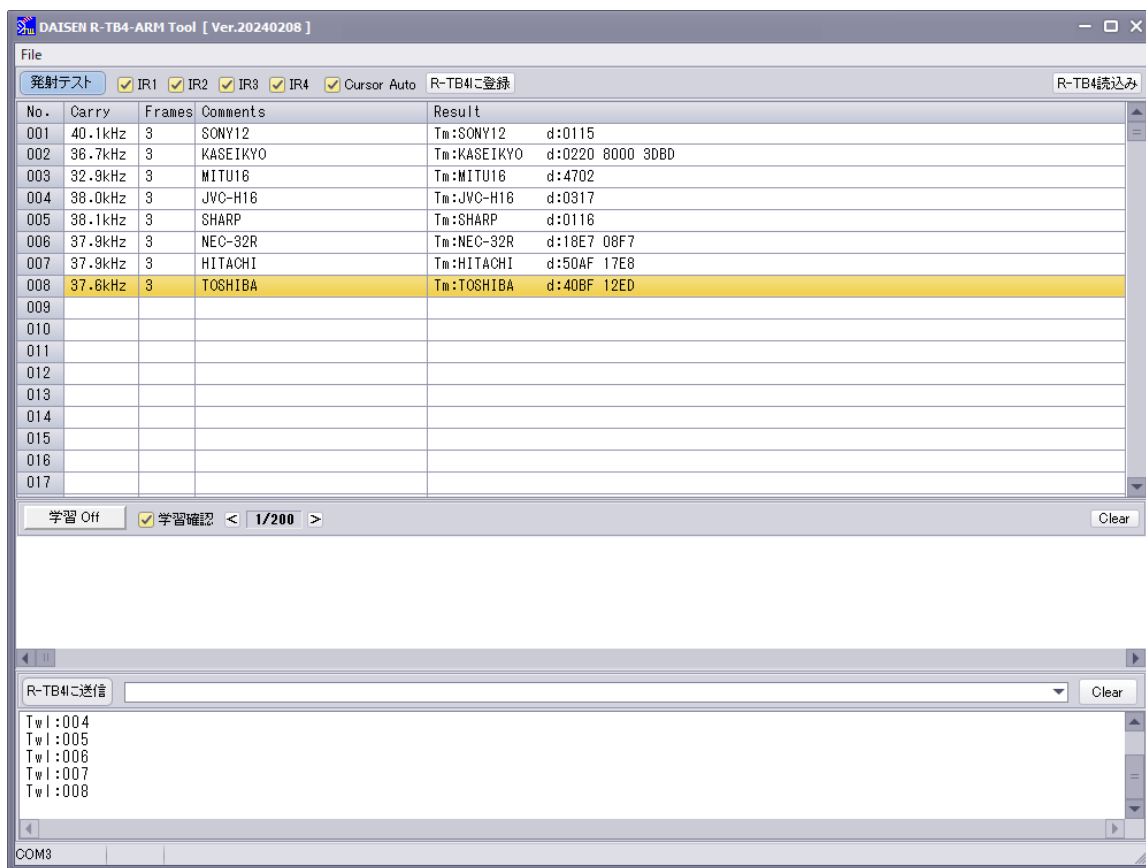 DAISEN R-TB4-ARM Tool [ Ver.20240208 ]
File
発射テスト IR1 IR2 IR3 IR4 Cursor Auto R-TB4に登録 R-TB4読込み
No. Carry Frames Comments Result
001 40.1kHz 3 SONY12 Tm:SONY12 d:0115
002 36.7kHz 3 KASEIKYO Tm:KASEIKYO d:0220 8000 3DBD
003 32.9kHz 3 MITU16 Tm:MITU16 d:4702
004 38.0kHz 3 JVC-H16 Tm:JVC-H16 d:0317
005 38.1kHz 3 SHARP Tm:SHARP d:0116
006 37.9kHz 3 NEC-32R Tm:NEC-32R d:18E7 08F7
007 37.9kHz 3 HITACHI Tm:HITACHI d:50AF 17E8
008 37.6kHz 3 TOSHIBA Tm:TOSHIBA d:40BF 12ED
009
010
011
012
013
014
015
016
017
学習 Off 学習確認 < 1/200 > Clear
R-TB4に送信 Clear
Twl:004
Twl:005
Twl:006
Twl:007
Twl:008
COM3